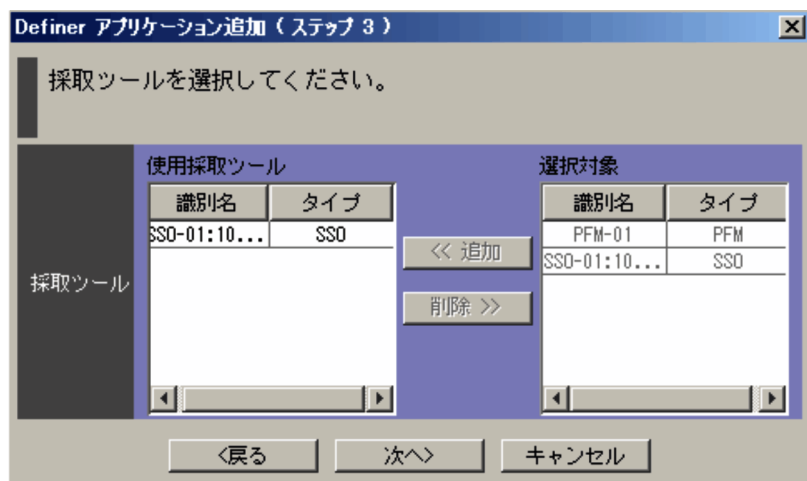 Definer アプリケーション追加 ( ステップ 3 )
採取ツールを選択してください。
使用採取ツール
選択対象
識別名 タイプ
識別名 タイプ
SSO-01:10... SSO
PFM-01 PFM
<< 追加
SSO-01:10... SSO
採取ツール
削除 >>
<戻る 次へ> キャンセル